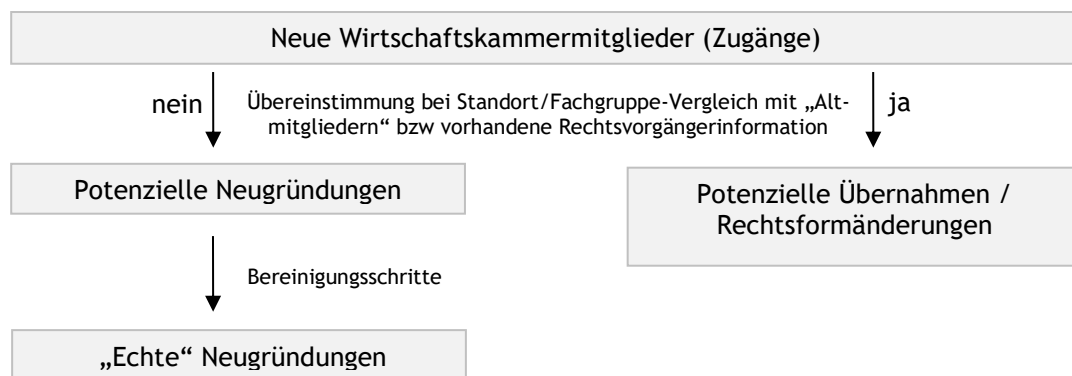 Neue Wirtschaftskammermitglieder (Zugänge)
nein
Übereinstimmung bei Standort/Fachgruppe-Vergleich mit „Alt-
mitgliedern“ bzw vorhandene Rechtsvorgängerinformation
ja
Potenzielle Neugründungen
Potenzielle Übernahmen /
Rechtsformänderungen
Bereinigungsschritte
„Echte“ Neugründungen